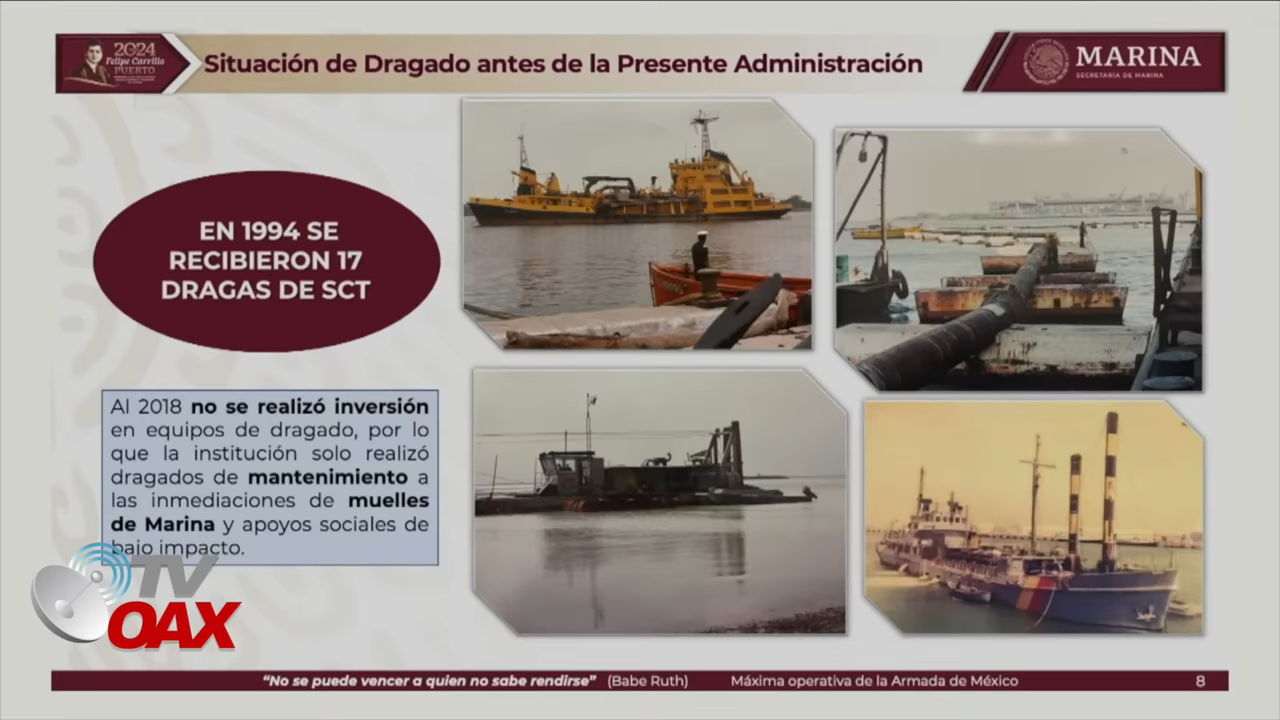 2024
Felipe Carrillo
PUERTO
Situación de Dragado antes de la Presente Administración
MARINA
SECRETARÍA DE MARINA
EN 1994 SE
RECIBIERON 17
DRAGAS DE SCT
Al 2018 no se realizó inversión
en equipos de dragado, por lo
que la institución solo realizó
dragados de mantenimiento a
las inmediaciones de muelles
de Marina y apoyos sociales de
bajo impacto.
TV
OAX
“No se puede vencer a quien no sabe rendirse” (Babe Ruth) Máxima operativa de la Armada de México 8